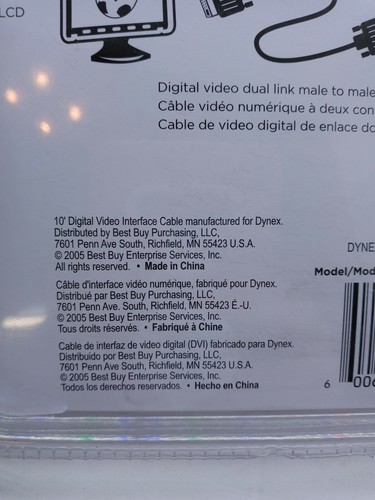 LCD
Digital video dual link male to male
Câble vidéo numérique à deux con
Cable de video digital de enlace do
10' Digital Video Interface Cable manufactured for Dynex.
Distributed by Best Buy Purchasing, LLC,
7601 Penn Ave South, Richfield, MN 55423 U.S.A.
© 2005 Best Buy Enterprise Services, Inc.
All rights reserved. • Made in China
DYNE
Model/Mod
Câble d'interface vidéo numérique, fabriqué pour Dynex.
Distribué par Best Buy Purchasing, LLC,
7601 Penn Ave. South, Richfield, MN 55423 É.-U.
© 2005 Best Buy Enterprise Services, Inc.
Tous droits réservés. • Fabriqué à Chine
Cable de interfaz de video digital (DVI) fabricado para Dynex.
Distribuido por Best Buy Purchasing, LLC,
7601 Penn Ave South, Richfield, MN 55423 U.S.A.
© 2005 Best Buy Enterprise Services, Inc.
Todos los derechos reservados. • Hecho en China
6 00